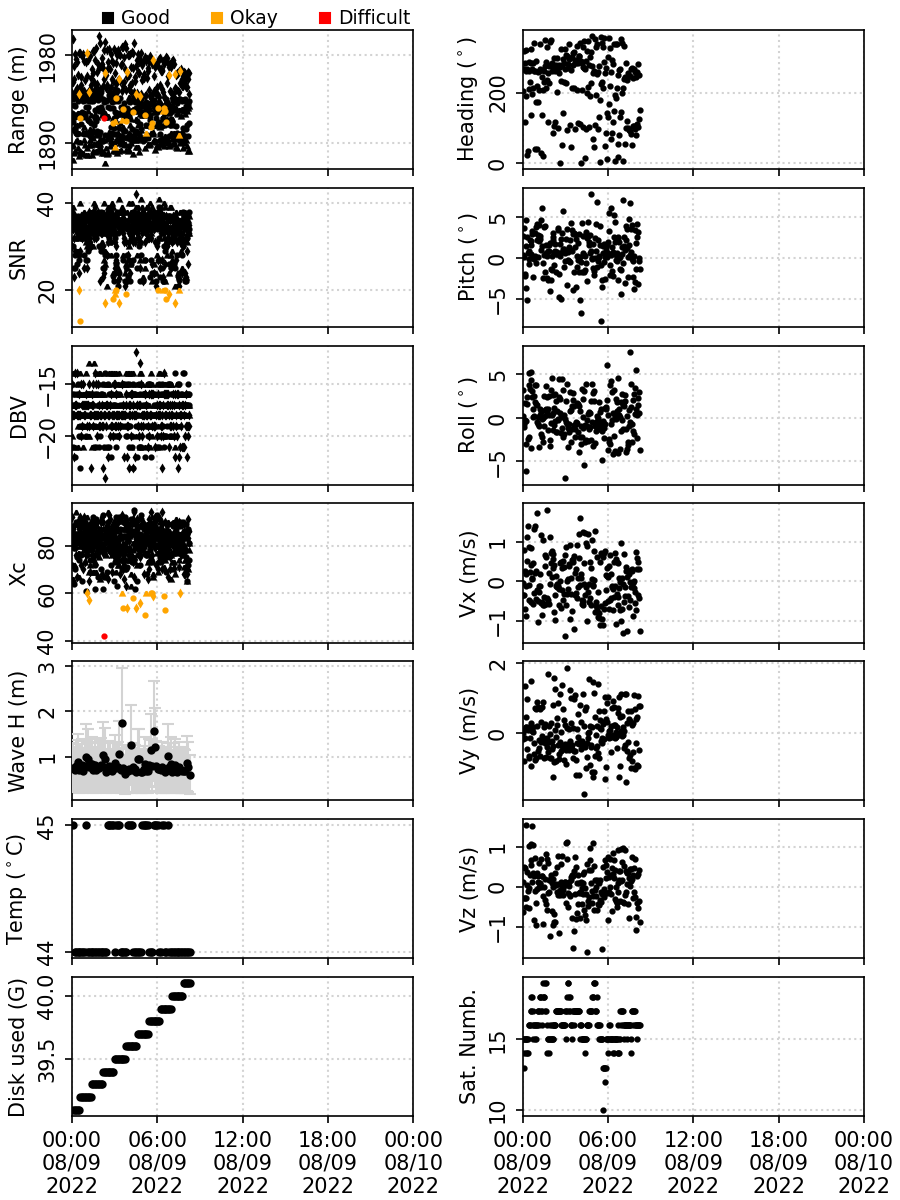 Good Okay Difficult
Range (m)
1980
1890
Heading (°)
200
0
SNR
40
20
Pitch (°)
5
0
−5
DBV
−15
−20
Roll (°)
5
0
−5
Xc
80
60
40
Vx (m/s)
1
0
−1
Wave H (m)
3
2
1
Vy (m/s)
2
0
Temp (°C)
45
44
Vz (m/s)
1
0
−1
Disk used (G)
40.0
39.5
Sat. Numb.
15
10
00:00 06:00 12:00 18:00 00:00
08/09 08/09 08/09 08/09 08/10
2022 2022 2022 2022 2022
00:00 06:00 12:00 18:00 00:00
08/09 08/09 08/09 08/09 08/10
2022 2022 2022 2022 2022